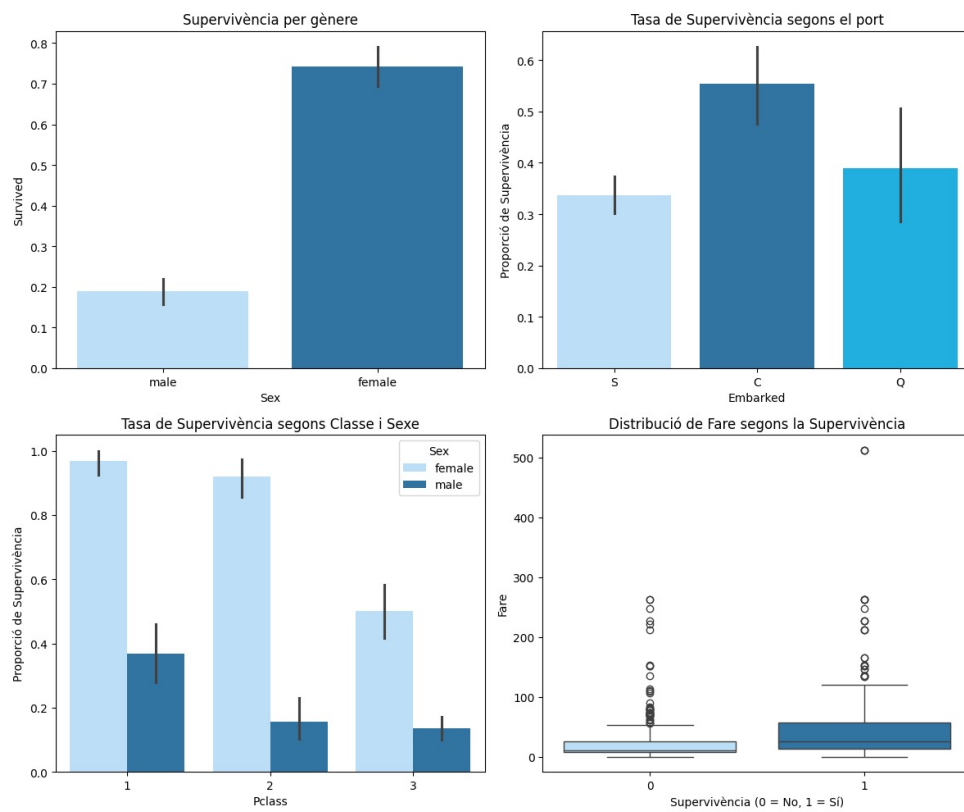 Supervivència per gènere
0.8
0.7
0.6
0.5
0.4
0.3
0.2
0.1
0.0
Survived
male
female
Sex
Tasa de Supervivència segons el port
0.6
0.5
0.4
0.3
0.2
0.1
0.0
Proporció de Supervivència
S
C
Q
Embarked
Tasa de Supervivència segons Classe i Sexe
1.0
0.8
0.6
0.4
0.2
0.0
Proporció de Supervivència
Sex
female
male
1
2
3
Pclass
Distribució de Fare segons la Supervivència
500
400
300
200
100
0
Fare
0
1
Supervivència (0 = No, 1 = Sí)